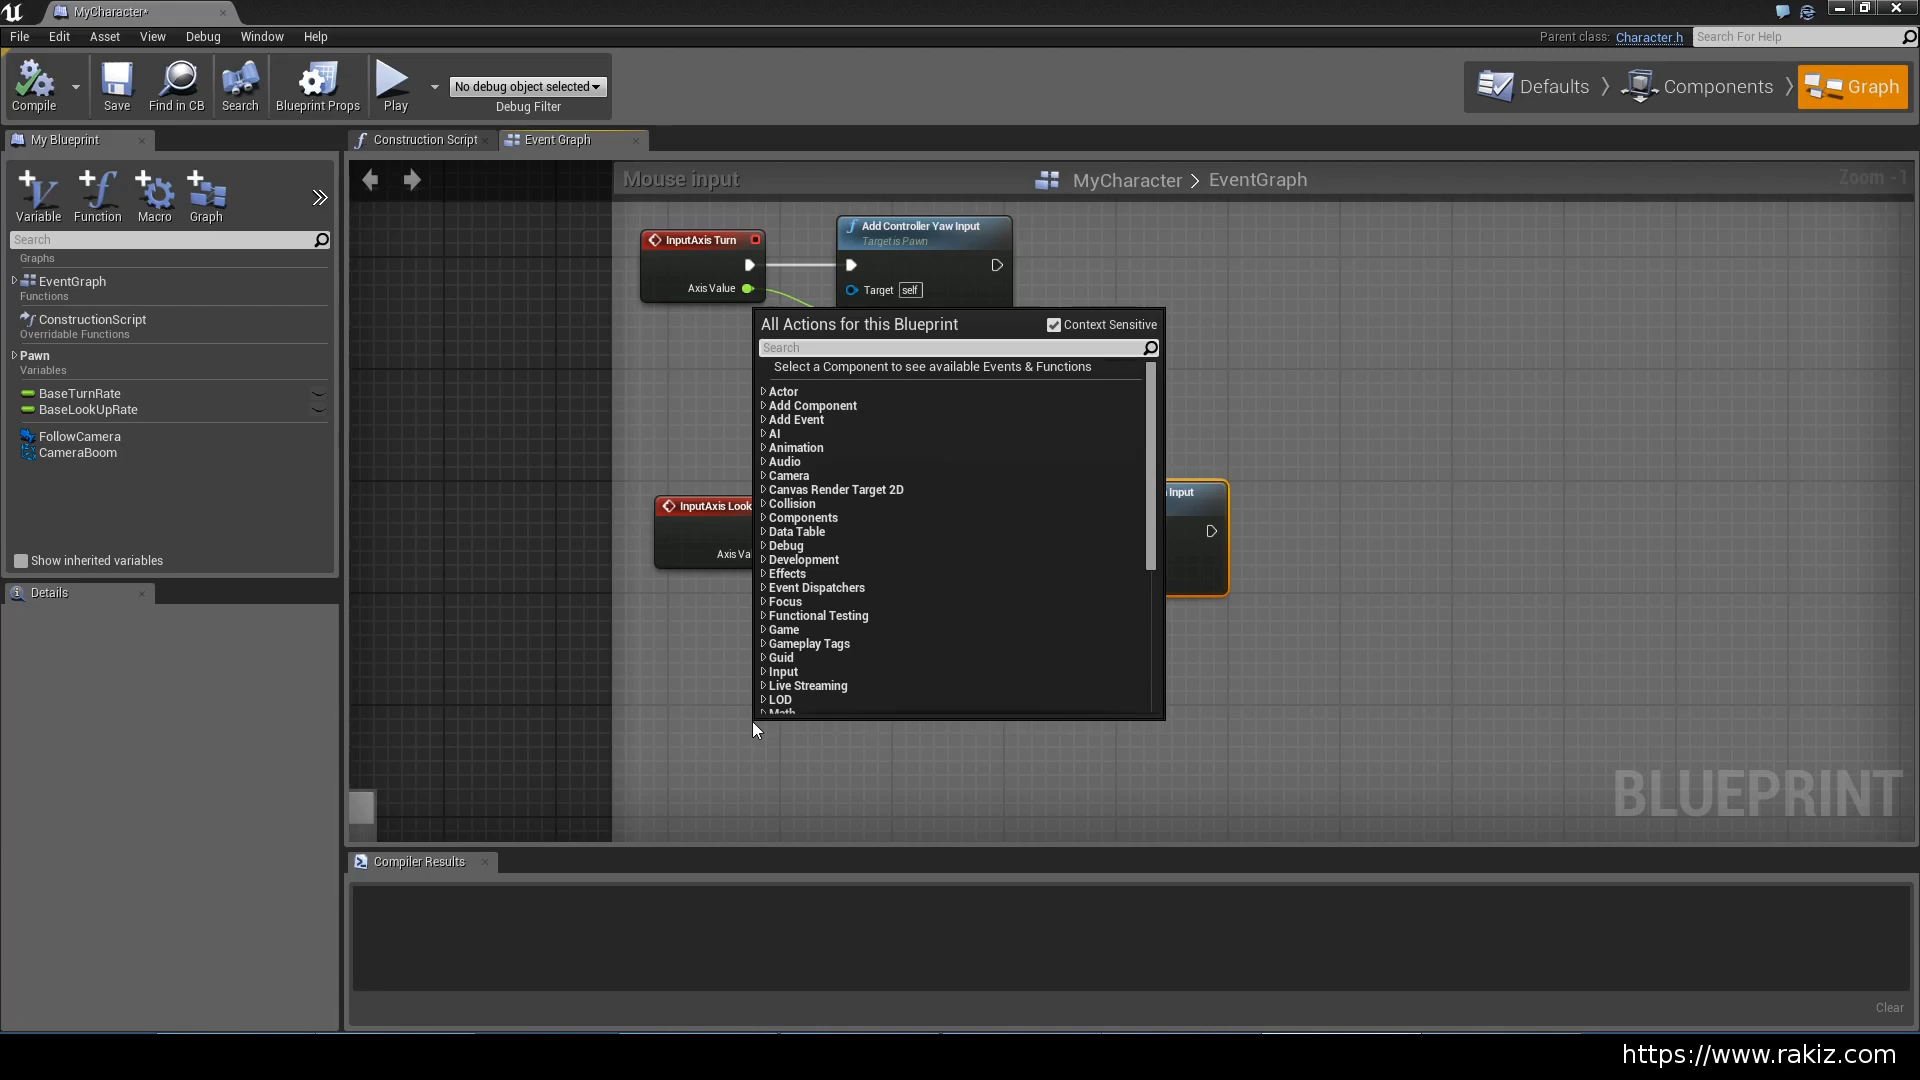 MyCharacter*
File Edit Asset View Debug Window Help
Parent class: Character.h Search For Help
Compile Save Find in CB Search Blueprint Props Play
No debug object selected
Debug Filter
Defaults Components Graph
My Blueprint
Construction Script Event Graph
Variable Function Macro Graph
Search
Graphs
EventGraph
Functions
ConstructionScript
Overridable Functions
Pawn
Variables
BaseTurnRate
BaseLookUpRate
FollowCamera
CameraBoom
Show inherited variables
Details
Mouse input
MyCharacter > EventGraph
Zoom -1
InputAxis Turn
Axis Value
Add Controller Yaw Input
Target is Pawn
Target self
All Actions for this Blueprint Context Sensitive
Search
Select a Component to see available Events & Functions
Actor
Add Component
Add Event
AI
Animation
Audio
Camera
Canvas Render Target 2D
Collision
Components
Data Table
Debug
Development
Effects
Event Dispatchers
Focus
Functional Testing
Game
Gameplay Tags
Guid
Input
Live Streaming
LOD
Math
InputAxis Look
Axis Val
Input
BLUEPRINT
Compiler Results
Clear
https://www.rakiz.com